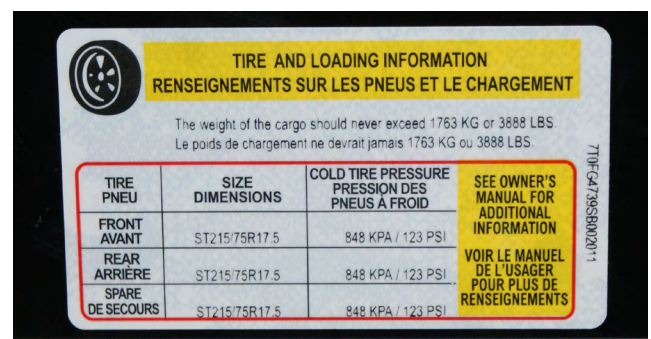 TIRE AND LOADING INFORMATION
RENSEIGNEMENTS SUR LES PNEUS ET LE CHARGEMENT
The weight of the cargo should never exceed 1763 KG or 3888 LBS.
Le poids de chargement ne devrait jamais 1763 KG ou 3888 LBS.
TIRE
PNEU
SIZE
DIMENSIONS
COLD TIRE PRESSURE
PRESSION DES
PNEUS À FROID
FRONT
AVANT
ST215/75R17.5
848 KPA / 123 PSI
REAR
ARRIÈRE
ST215/75R17.5
848 KPA / 123 PSI
SPARE
DE SECOURS
ST215/75R17.5
848 KPA / 123 PSI
SEE OWNER'S
MANUAL FOR
ADDITIONAL
INFORMATION
VOIR LE MANUEL
DE L'USAGER
POUR PLUS DE
RENSEIGNEMENTS
7T0FG4739SB002011